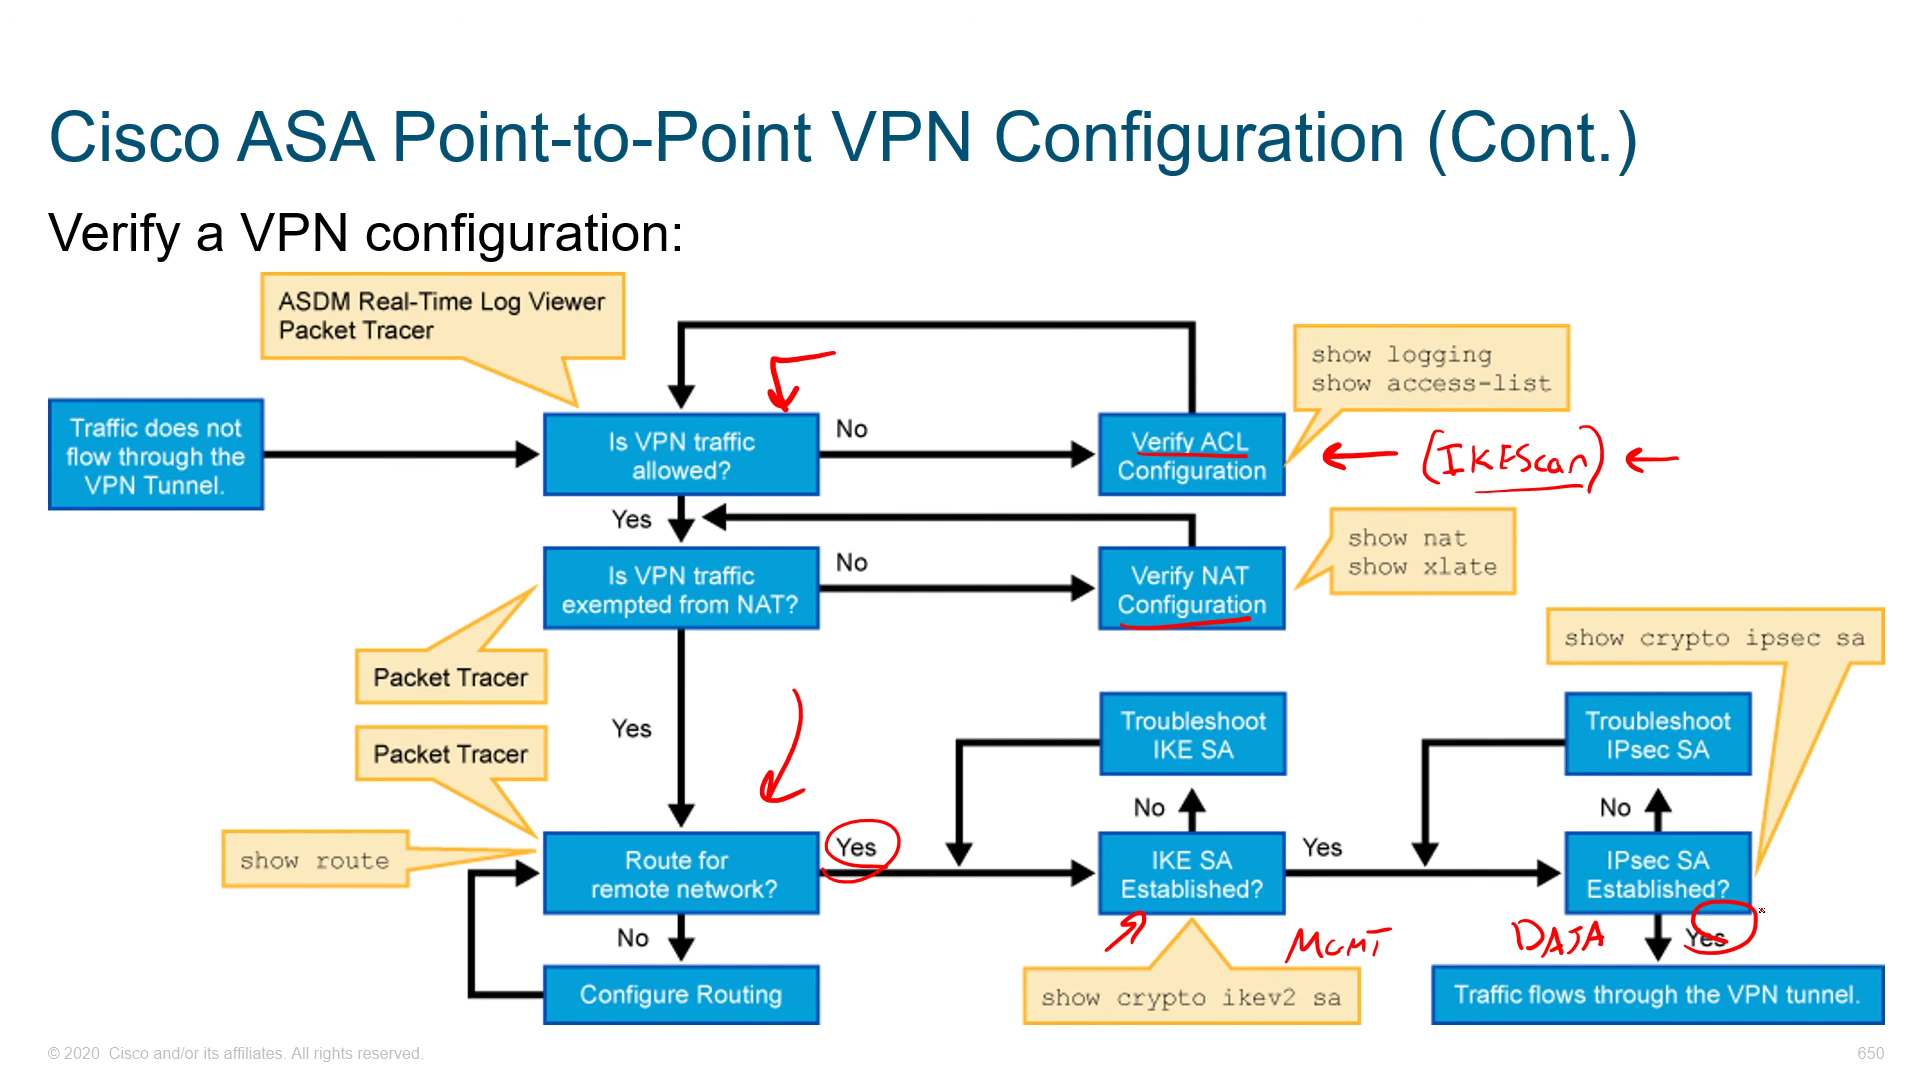 Cisco ASA Point-to-Point VPN Configuration (Cont.)
Verify a VPN configuration:
ASDM Real-Time Log Viewer
Packet Tracer
show logging
show access-list
Traffic does not
flow through the
VPN Tunnel.
Is VPN traffic
allowed?
No
Verify ACL
Configuration
(IKEScan)
Yes
Is VPN traffic
exempted from NAT?
No
Verify NAT
Configuration
show nat
show xlate
show crypto ipsec sa
Packet Tracer
Packet Tracer
Yes
Troubleshoot
IKE SA
Troubleshoot
IPsec SA
No
No
show route
Route for
remote network?
Yes
IKE SA
Established?
Yes
IPsec SA
Established?
No
MGMT
DATA
Yes
Configure Routing
show crypto ikev2 sa
Traffic flows through the VPN tunnel.
© 2020 Cisco and/or its affiliates. All rights reserved.
650